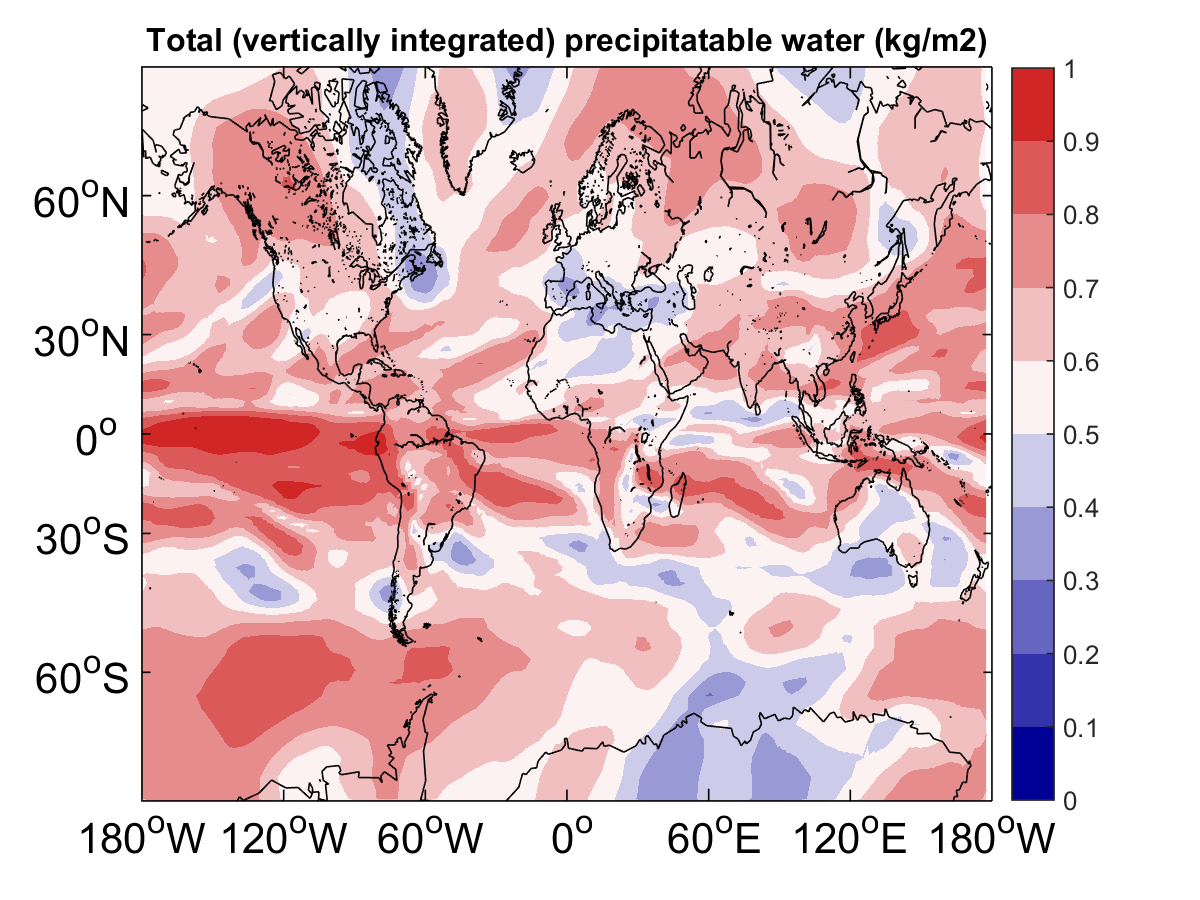 Total (vertically integrated) precipitatable water (kg/m2)
60°N
30°N
0°
30°S
60°S
180°W 120°W 60°W 0° 60°E 120°E 180°W
1
0.9
0.8
0.7
0.6
0.5
0.4
0.3
0.2
0.1
0